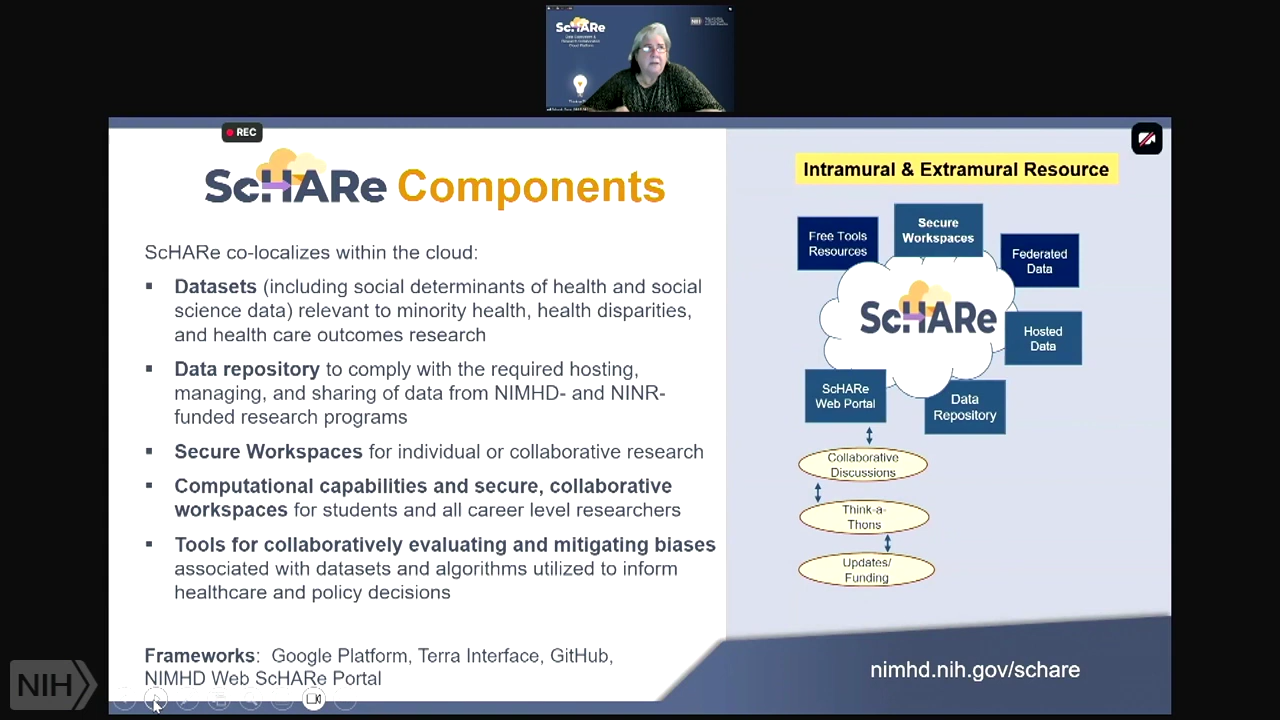 ScHARe
NIH
REC
ScHARe Components
ScHARe co-localizes within the cloud:
▪ Datasets (including social determinants of health and social
science data) relevant to minority health, health disparities,
and health care outcomes research
▪ Data repository to comply with the required hosting,
managing, and sharing of data from NIMHD- and NINR-
funded research programs
▪ Secure Workspaces for individual or collaborative research
▪ Computational capabilities and secure, collaborative
workspaces for students and all career level researchers
▪ Tools for collaboratively evaluating and mitigating biases
associated with datasets and algorithms utilized to inform
healthcare and policy decisions
Frameworks: Google Platform, Terra Interface, GitHub,
NIMHD Web ScHARe Portal
NIH
Intramural & Extramural Resource
Free Tools
Resources
Secure
Workspaces
Federated
Data
ScHARe
Hosted
Data
ScHARe
Web Portal
Data
Repository
Collaborative
Discussions
Think-a-
Thons
Updates/
Funding
nimhd.nih.gov/schare